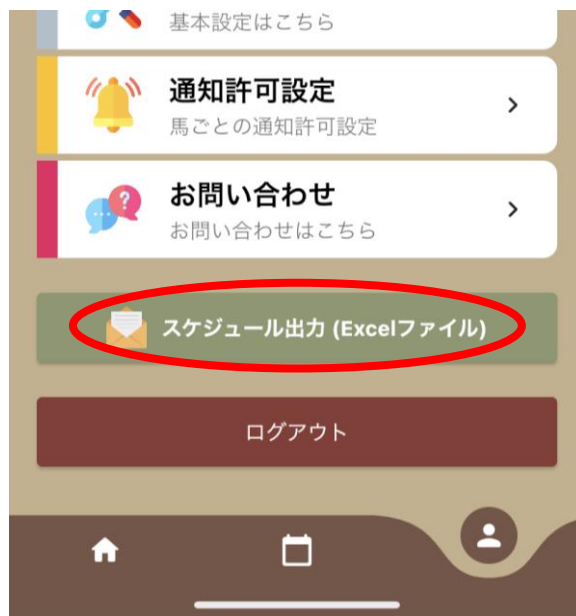 基本設定はこちら
通知許可設定
馬ごとの通知許可設定
お問い合わせ
お問い合わせはこちら
スケジュール出力 (Excelファイル)
ログアウト